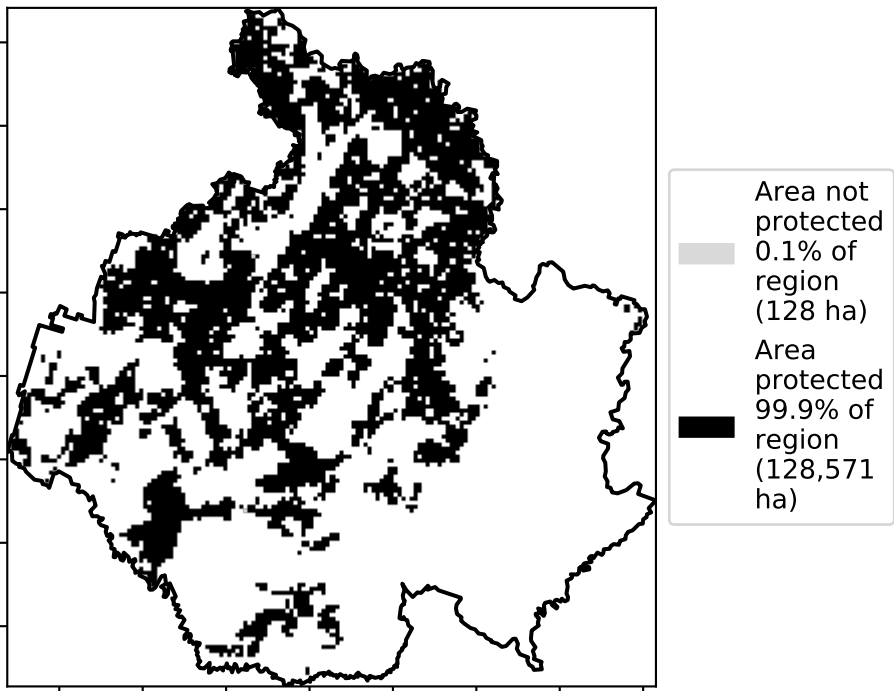 Area not
protected
0.1% of
region
(128 ha)
Area
protected
99.9% of
region
(128,571
ha)